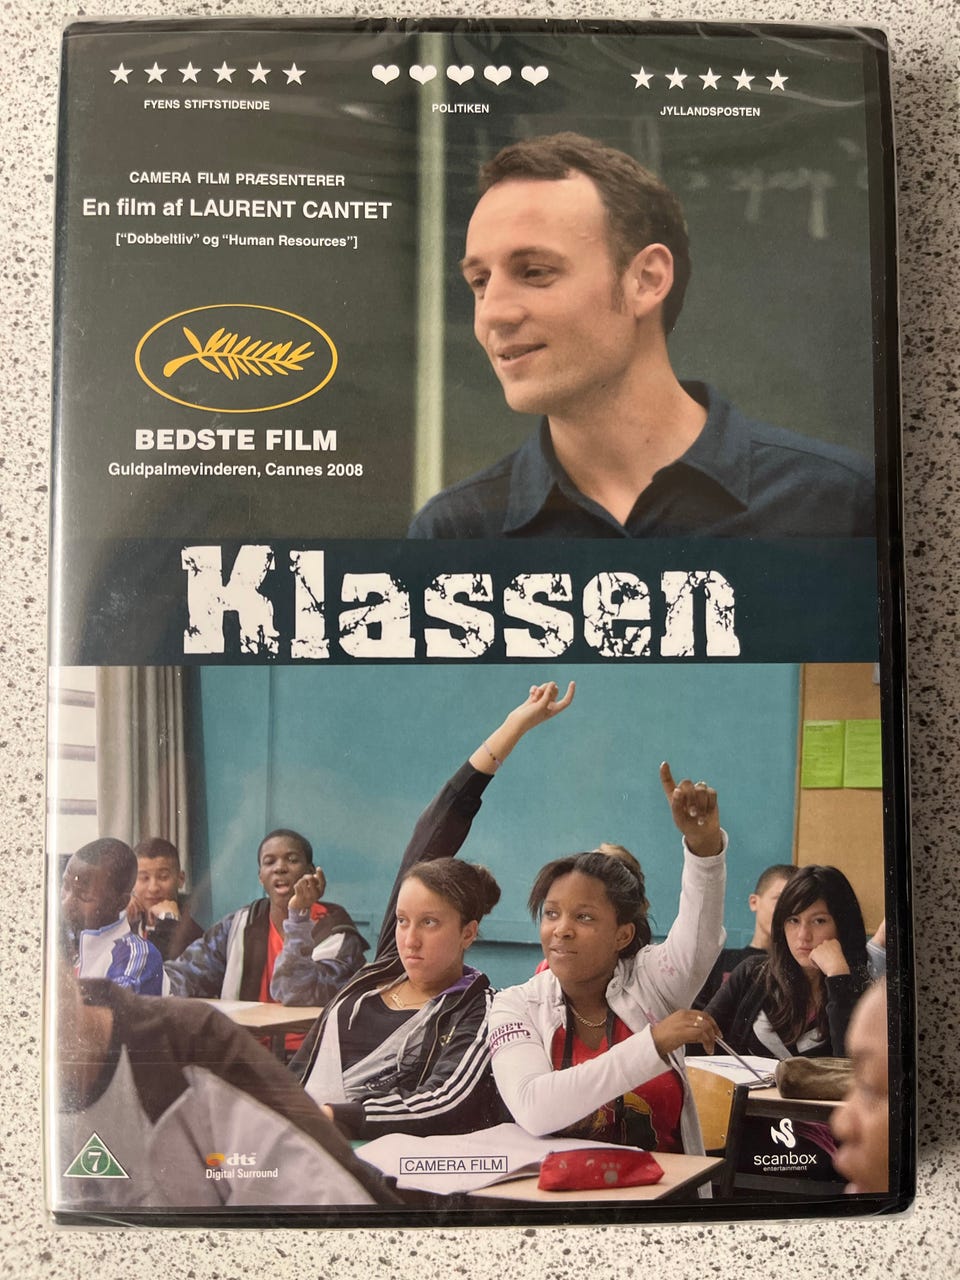 FYENS STIFTSTIDENDE
POLITIKEN
JYLLANDSPOSTEN
CAMERA FILM PRÆSENTERER
En film af LAURENT CANTET
["Dobbeltliv" og "Human Resources"]
BEDSTE FILM
Guldpalmevinderen, Cannes 2008
Klassen
7
dts
Digital Surround
CAMERA FILM
scanbox
entertainment